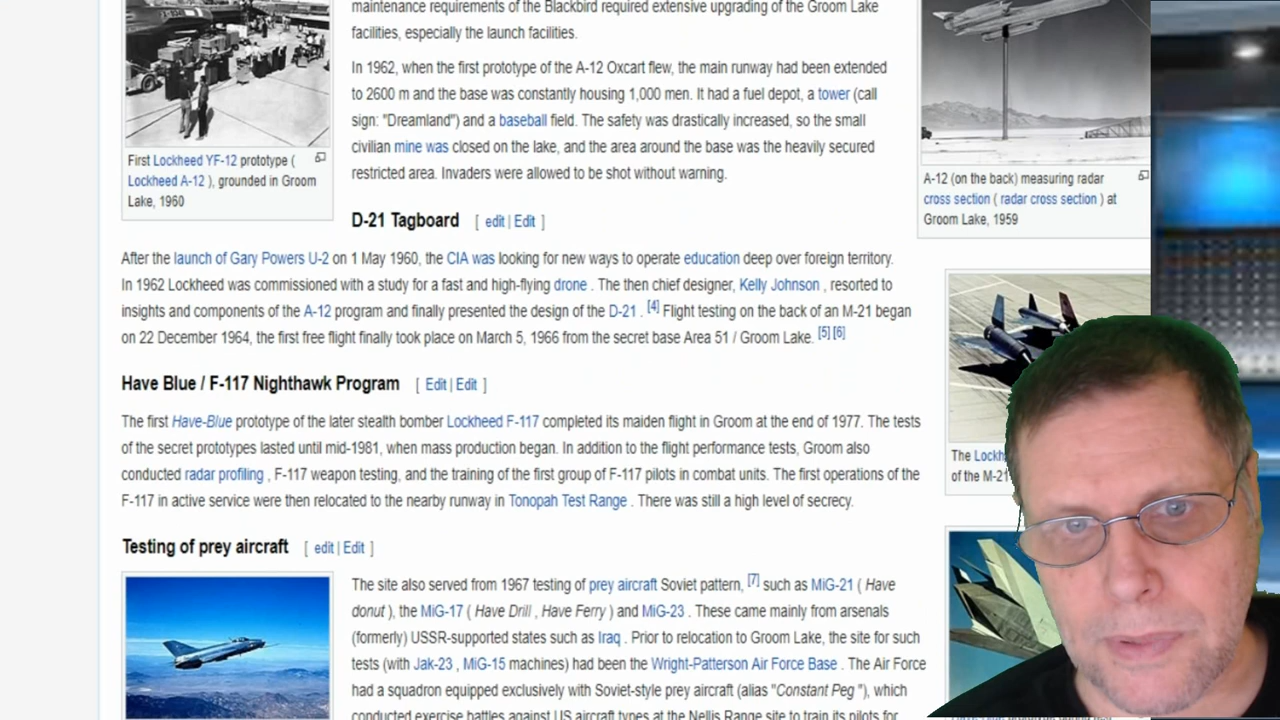 maintenance requirements of the Blackbird required extensive upgrading of the Groom Lake
facilities, especially the launch facilities.
In 1962, when the first prototype of the A-12 Oxcart flew, the main runway had been extended
to 2600 m and the base was constantly housing 1,000 men. It had a fuel depot, a tower (call
sign: "Dreamland") and a baseball field. The safety was drastically increased, so the small
civilian mine was closed on the lake, and the area around the base was the heavily secured
restricted area. Invaders were allowed to be shot without warning.
First Lockheed YF-12 prototype (
Lockheed A-12 ), grounded in Groom
Lake, 1960
A-12 (on the back) measuring radar
cross section ( radar cross section ) at
Groom Lake, 1959
D-21 Tagboard [ edit | Edit ]
After the launch of Gary Powers U-2 on 1 May 1960, the CIA was looking for new ways to operate education deep over foreign territory.
In 1962 Lockheed was commissioned with a study for a fast and high-flying drone . The then chief designer, Kelly Johnson , resorted to
insights and components of the A-12 program and finally presented the design of the D-21 . [4] Flight testing on the back of an M-21 began
on 22 December 1964, the first free flight finally took place on March 5, 1966 from the secret base Area 51 / Groom Lake. [5] [6]
The Lockh
of the M-21
Have Blue / F-117 Nighthawk Program [ Edit | Edit ]
The first Have-Blue prototype of the later stealth bomber Lockheed F-117 completed its maiden flight in Groom at the end of 1977. The tests
of the secret prototypes lasted until mid-1981, when mass production began. In addition to the flight performance tests, Groom also
conducted radar profiling , F-117 weapon testing, and the training of the first group of F-117 pilots in combat units. The first operations of the
F-117 in active service were then relocated to the nearby runway in Tonopah Test Range . There was still a high level of secrecy.
Testing of prey aircraft [ edit | Edit ]
The site also served from 1967 testing of prey aircraft Soviet pattern, [7] such as MiG-21 ( Have
donut ), the MiG-17 ( Have Drill , Have Ferry ) and MiG-23 . These came mainly from arsenals
(formerly) USSR-supported states such as Iraq . Prior to relocation to Groom Lake, the site for such
tests (with Jak-23 , MiG-15 machines) had been the Wright-Patterson Air Force Base . The Air Force
had a squadron equipped exclusively with Soviet-style prey aircraft (alias "Constant Peg "), which
conducted exercise battles against US aircraft types at the Nellis Range site to train its pilots for